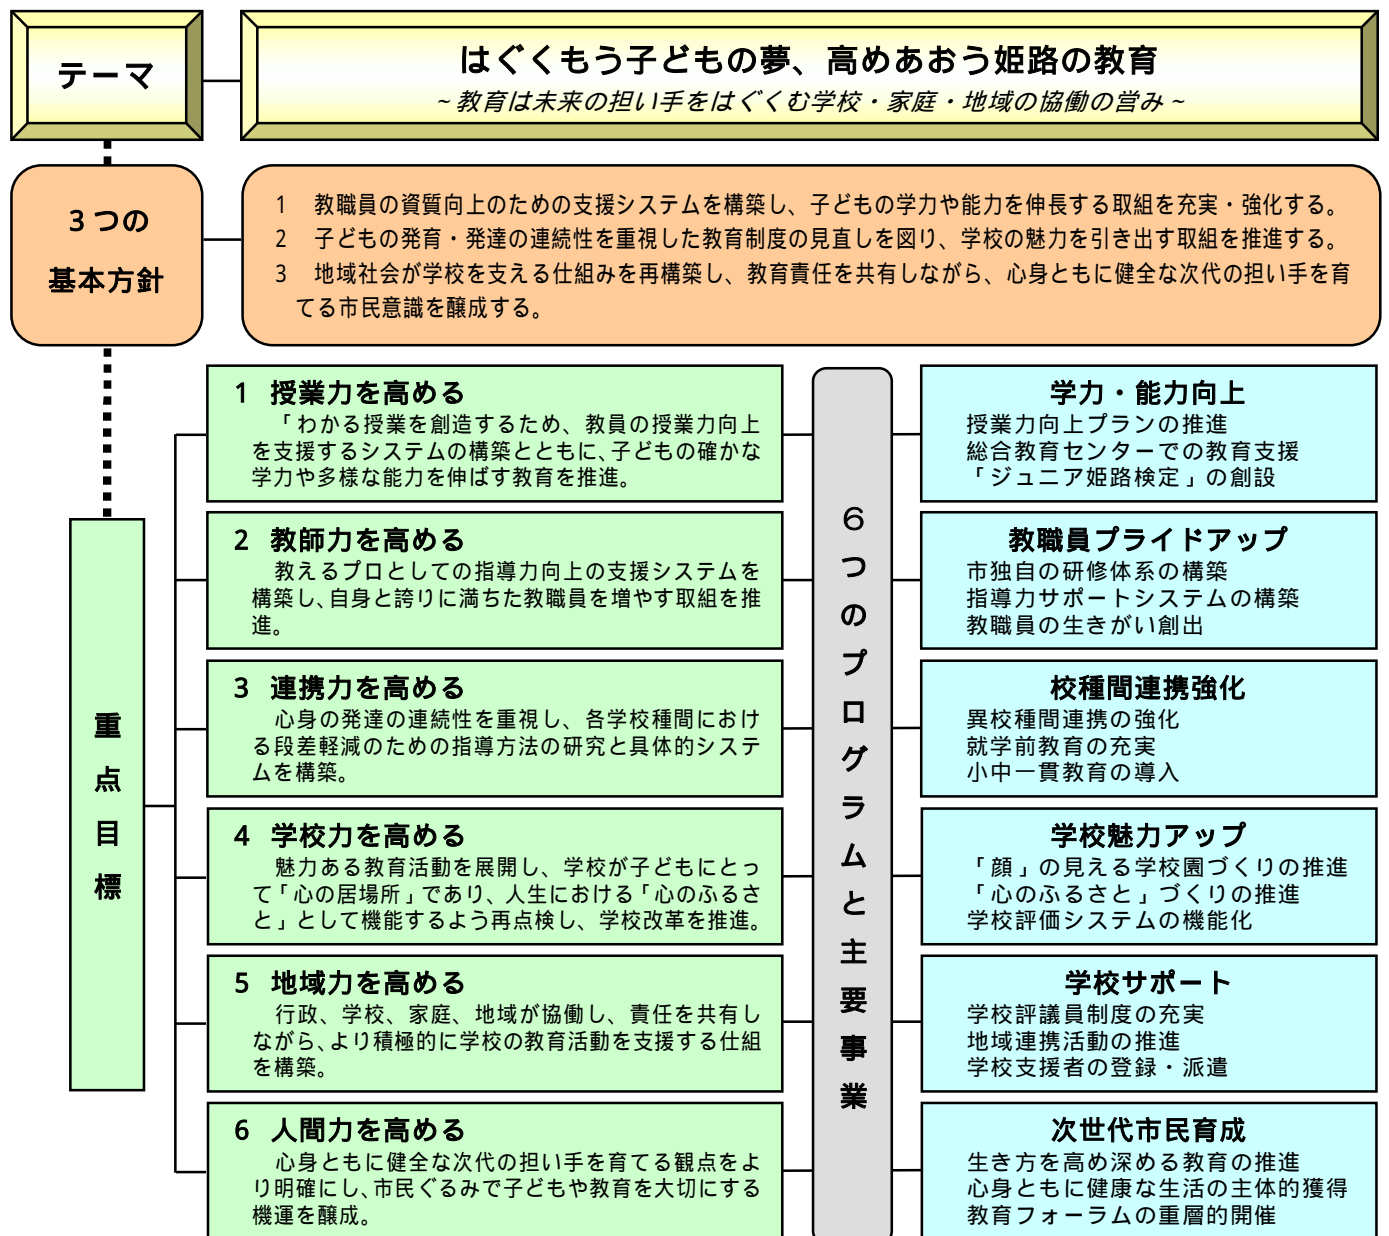 テーマ
はぐくもう子どもの夢、高めあおう姫路の教育
~教育は未来の担い手をはぐくむ学校・家庭・地域の協働の営み~
3つの
基本方針
1 教職員の資質向上のための支援システムを構築し、子どもの学力や能力を伸長する取組を充実・強化する。
2 子どもの発育・発達の連続性を重視した教育制度の見直しを図り、学校の魅力を引き出す取組を推進する。
3 地域社会が学校を支える仕組みを再構築し、教育責任を共有しながら、心身ともに健全な次代の担い手を育
てる市民意識を醸成する。
重点目標
1 授業力を高める
「わかる授業を創造するため、教員の授業力向上
を支援するシステムの構築とともに、子どもの確かな
学力や多様な能力を伸ばす教育を推進。
2 教師力を高める
教えるプロとしての指導力向上の支援システムを
構築し、自身と誇りに満ちた教職員を増やす取組を推
進。
3 連携力を高める
心身の発達の連続性を重視し、各学校種間におけ
る段差軽減のための指導方法の研究と具体的システ
ムを構築。
4 学校力を高める
魅力ある教育活動を展開し、学校が子どもにとっ
て「心の居場所」であり、人生における「心のふるさ
と」として機能するよう再点検し、学校改革を推進。
5 地域力を高める
行政、学校、家庭、地域が協働し、責任を共有し
ながら、より積極的に学校の教育活動を支援する仕組
を構築。
6 人間力を高める
心身ともに健全な次代の担い手を育てる観点をよ
り明確にし、市民ぐるみで子どもや教育を大切にする
機運を醸成。
6つのプログラムと主要事業
学力・能力向上
授業力向上プランの推進
総合教育センターでの教育支援
「ジュニア姫路検定」の創設
教職員プライドアップ
市独自の研修体系の構築
指導力サポートシステムの構築
教職員の生きがい創出
校種間連携強化
異校種間連携の強化
就学前教育の充実
小中一貫教育の導入
学校魅力アップ
「顔」の見える学校園づくりの推進
「心のふるさと」づくりの推進
学校評価システムの機能化
学校サポート
学校評議員制度の充実
地域連携活動の推進
学校支援者の登録・派遣
次世代市民育成
生き方を高め深める教育の推進
心身ともに健康な生活の主体的獲得
教育フォーラムの重層的開催